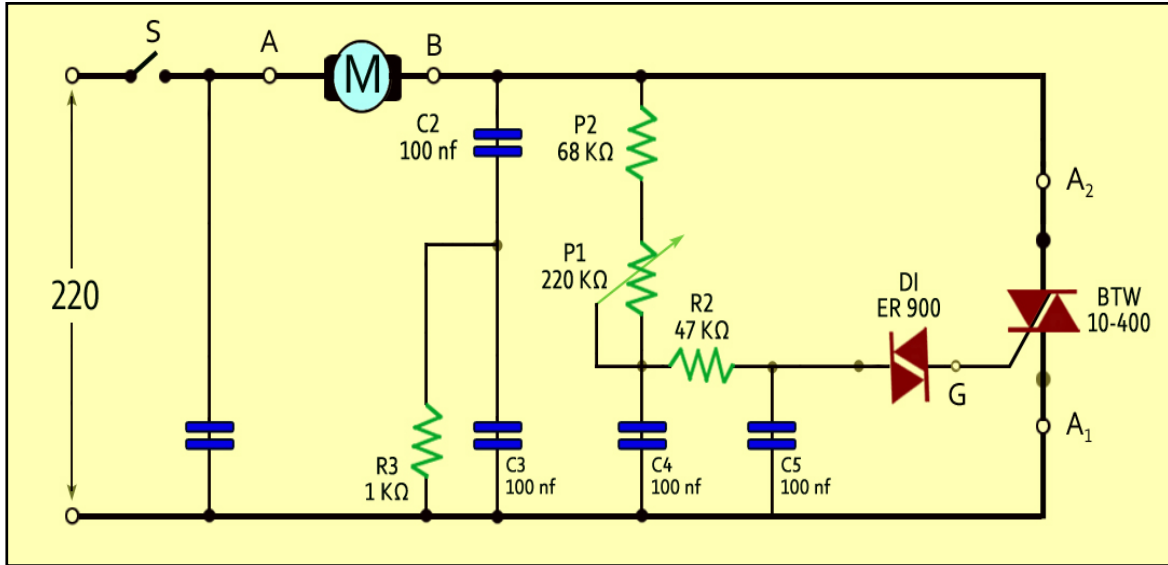 S
A
M
B
C2
100 nf
P2
68 KΩ
A₂
220
P1
220 KΩ
R2
47 KΩ
DI
ER 900
BTW
10-400
G
A₁
R3
1 KΩ
C3
100 nf
C4
100 nf
C5
100 nf